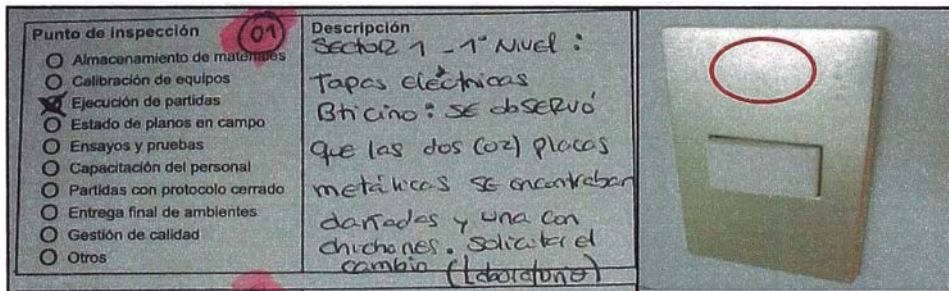 Punto de inspección
01
Almacenamiento de materiales
Calibración de equipos
Ejecución de partidas
Estado de planos en campo
Ensayos y pruebas
Capacitación del personal
Partidas con protocolo cerrado
Entrega final de ambientes
Gestión de calidad
Otros
Descripción
Sector 1 - 1° Nivel :
Tapas eléctricas
Bticino : se observó
que las dos (02) placas
metálicas se encontraban
dañadas y una con
chichones. Solicitar el
cambio (Laboratorio)